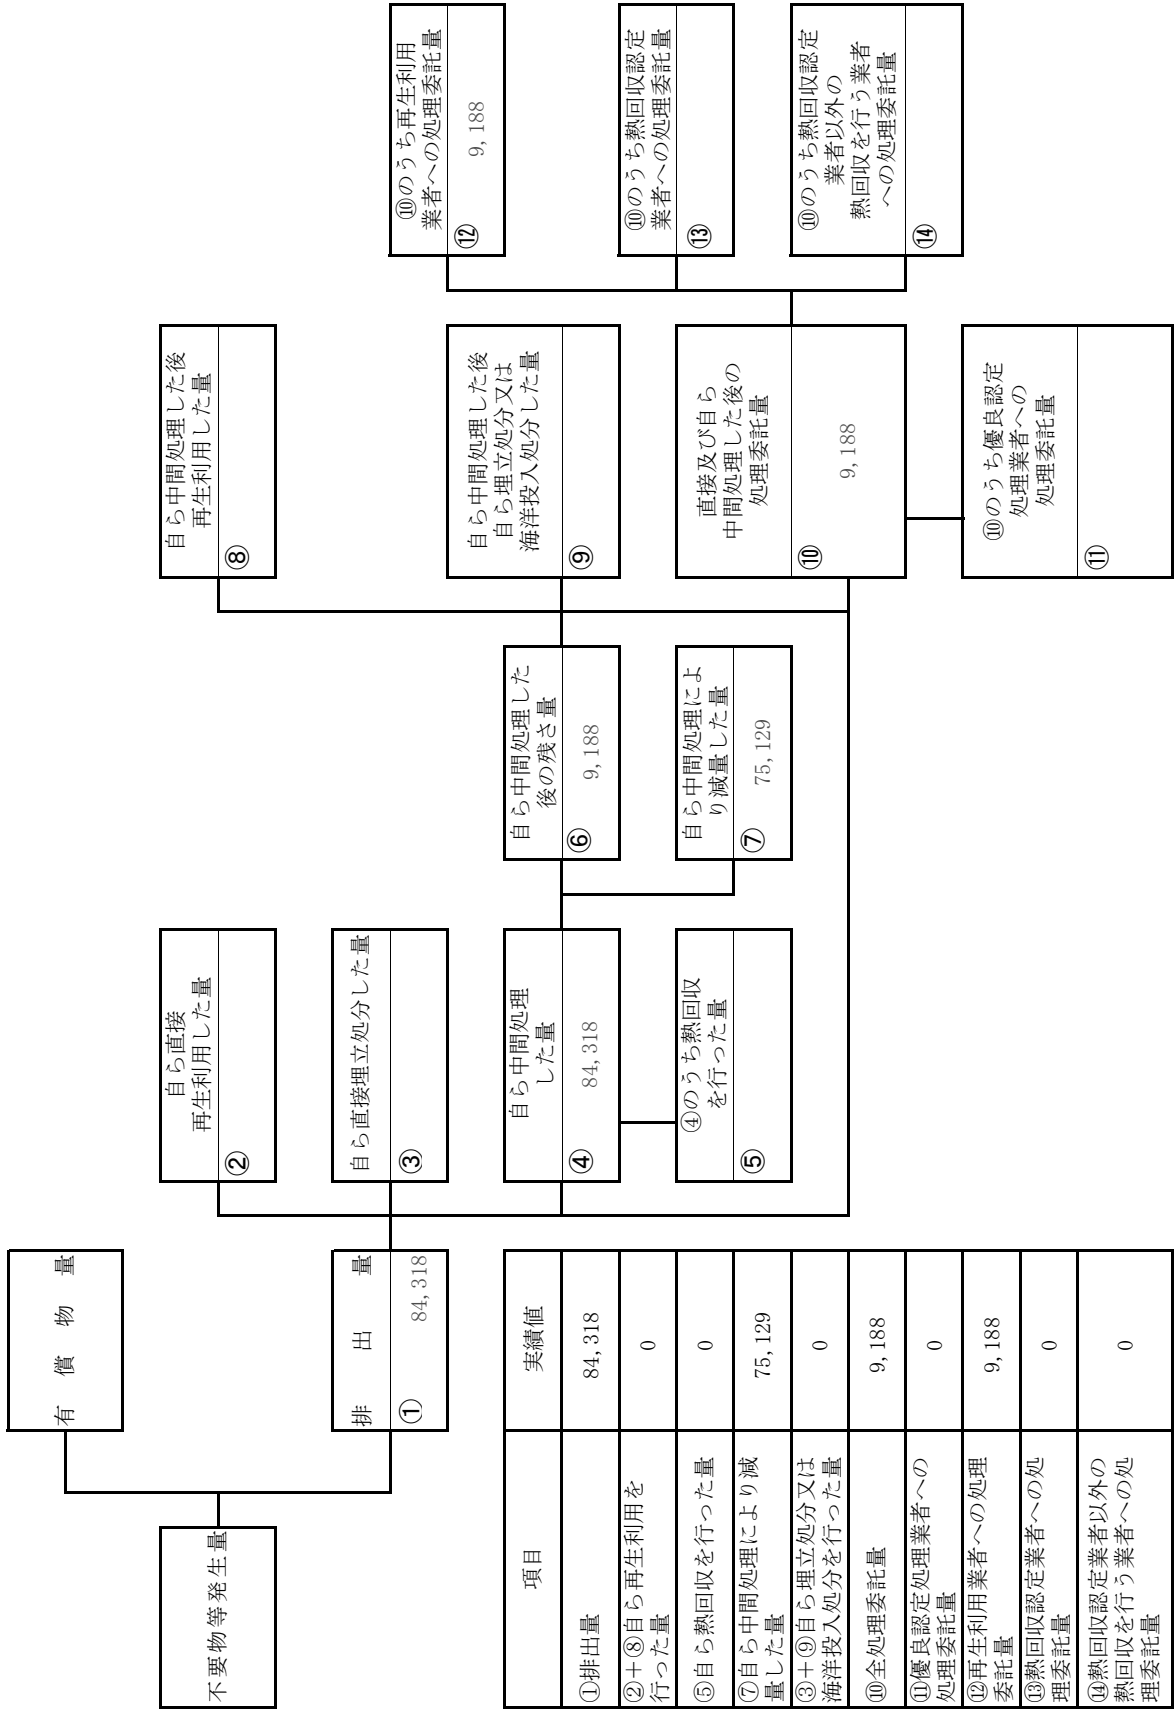 不要物等発生量
有償物量
排出量
①
84,318
自ら直接
再生利用した量
②
自ら直接埋立処分した量
③
自ら中間処理
した量
④
84,318
④のうち熱回収
を行った量
⑤
自ら中間処理した
後の残さ量
⑥
9,188
自ら中間処理によ
り減量した量
⑦
75,129
自ら中間処理した後
再生利用した量
⑧
自ら中間処理した後
自ら埋立処分又は
海洋投入処分した量
⑨
直接及び自ら
中間処理した後の
処理委託量
⑩
9,188
⑩のうち優良認定
処理業者への
処理委託量
⑪
⑩のうち再生利用
業者への処理委託量
⑫
9,188
⑩のうち熱回収認定
業者への処理委託量
⑬
⑩のうち熱回収認定
業者以外の
熱回収を行う業者
への処理委託量
⑭
項目 実績値
①排出量 84,318
②＋⑧自ら再生利用を
行った量 0
⑤自ら熱回収を行った量 0
⑦自ら中間処理により減
量した量 75,129
③＋⑨自ら埋立処分又は
海洋投入処分を行った量 0
⑩全処理委託量 9,188
⑪優良認定処理業者への
処理委託量 0
⑫再生利用業者への処理
委託量 9,188
⑬熱回収認定業者への処
理委託量 0
⑭熱回収認定業者以外の
熱回収を行う業者への処
理委託量 0